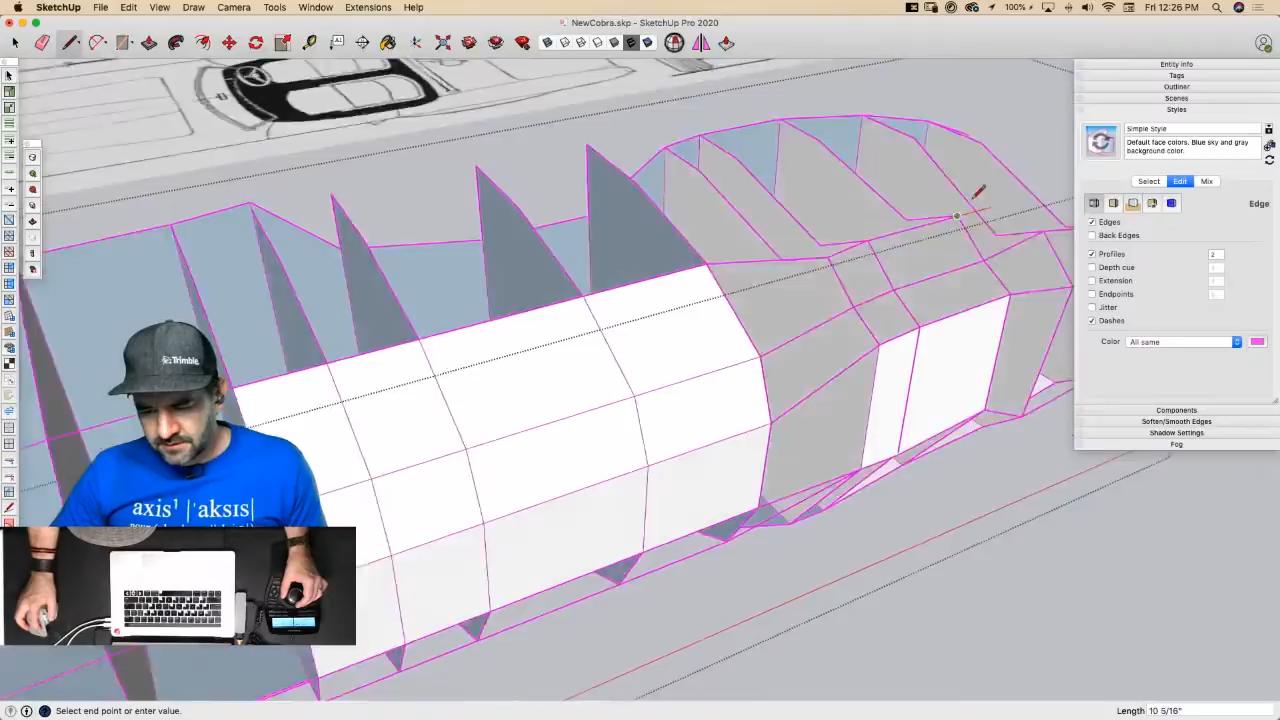 SketchUp File Edit View Draw Camera Tools Window Extensions Help
100% Fri 12:26 PM
NewCobra.skp - SketchUp Pro 2020
Entity Info
Tags
Outliner
Scenes
Styles
Simple Style
Default face colors. Blue sky and gray
background color.
Select Edit Mix
Edge
Edges
Back Edges
Profiles 2
Depth cue
Extension
Endpoints
Jitter
Dashes
Color All same
Components
Soften/Smooth Edges
Shadow Settings
Fog
Trimble.
axis¹ |ˈaksɪs|
Select end point or enter value.
Length 10 5/16"